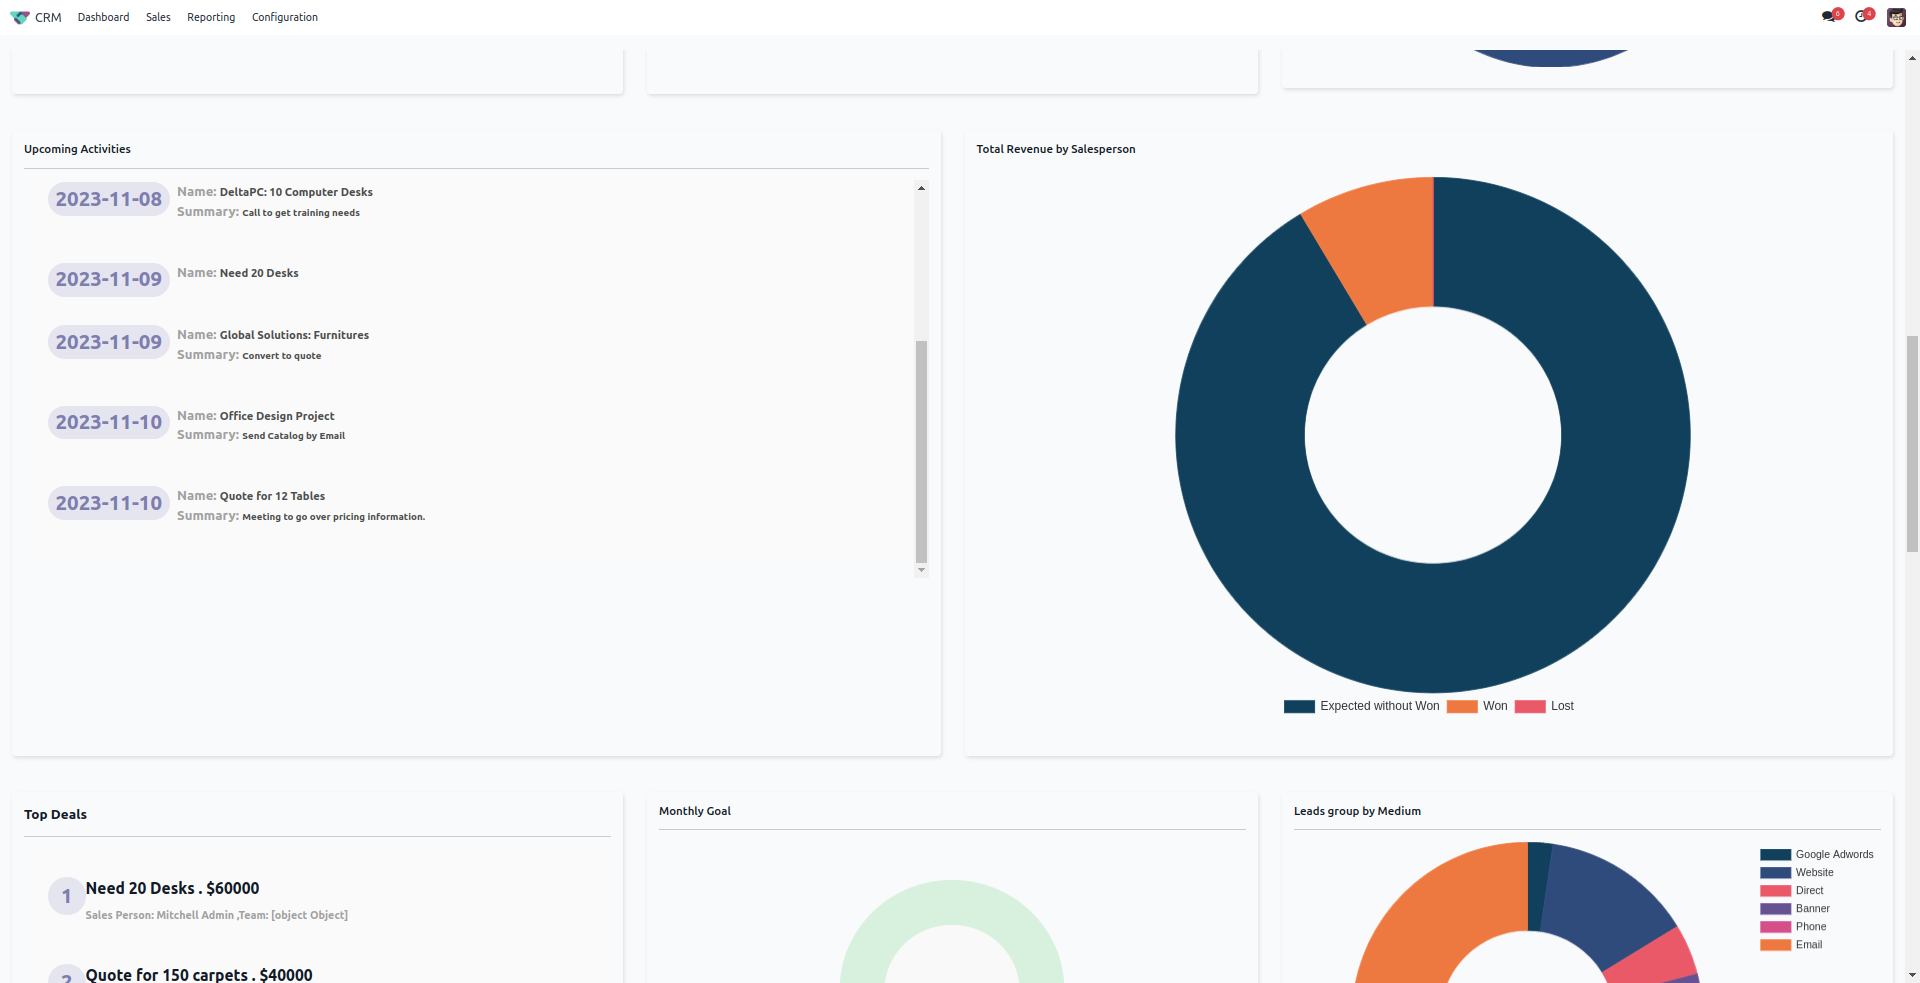 CRM Dashboard Sales Reporting Configuration 6 4
Upcoming Activities
2023-11-08 Name: DeltaPC: 10 Computer Desks
Summary: Call to get training needs
2023-11-09 Name: Need 20 Desks
2023-11-09 Name: Global Solutions: Furnitures
Summary: Convert to quote
2023-11-10 Name: Office Design Project
Summary: Send Catalog by Email
2023-11-10 Name: Quote for 12 Tables
Summary: Meeting to go over pricing information.
Total Revenue by Salesperson
Expected without Won Won Lost
Top Deals
1 Need 20 Desks . $60000
Sales Person: Mitchell Admin ,Team: [object Object]
2 Quote for 150 carpets . $40000
Monthly Goal
Leads group by Medium
Google Adwords
Website
Direct
Banner
Phone
Email